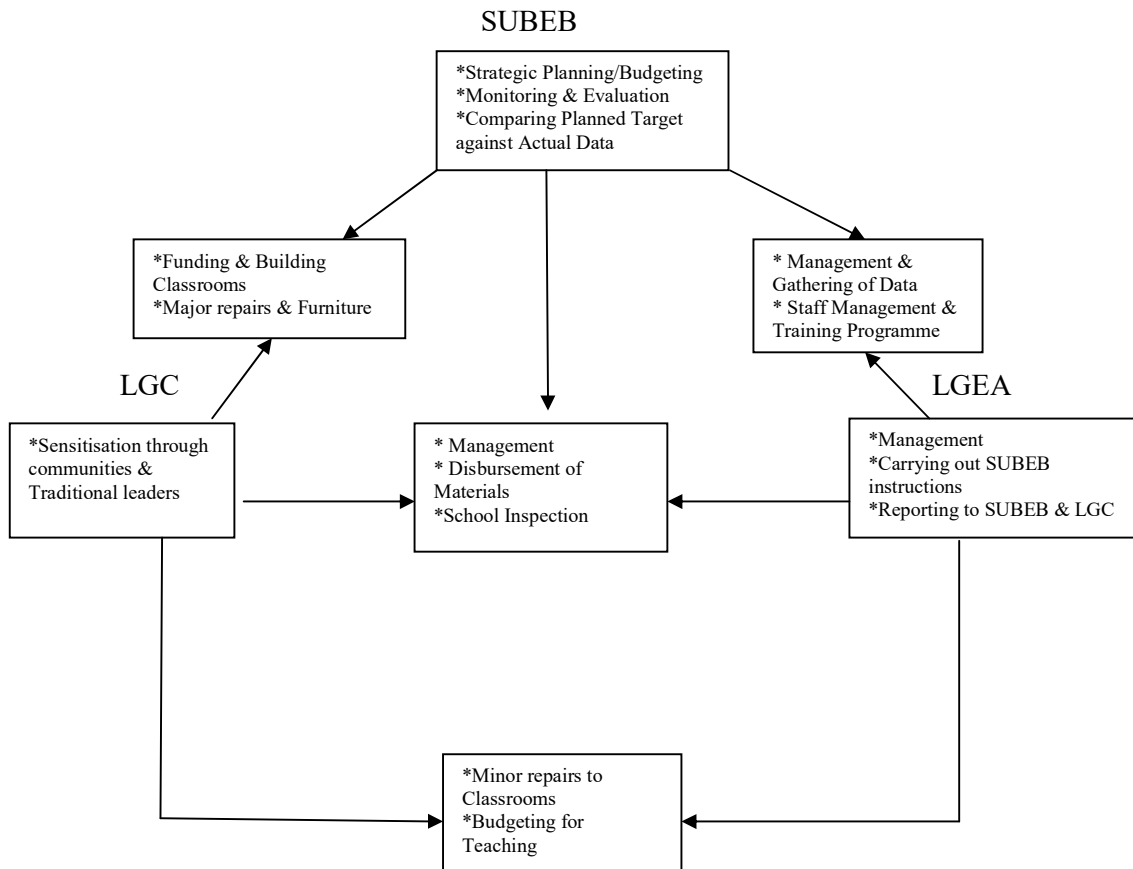 SUBEB
*Strategic Planning/Budgeting
*Monitoring & Evaluation
*Comparing Planned Target
against Actual Data
*Funding & Building
Classrooms
*Major repairs & Furniture
* Management &
Gathering of Data
* Staff Management &
Training Programme
LGC
LGEA
*Sensitisation through
communities &
Traditional leaders
* Management
* Disbursement of
Materials
*School Inspection
*Management
*Carrying out SUBEB
instructions
*Reporting to SUBEB & LGC
*Minor repairs to
Classrooms
*Budgeting for
Teaching